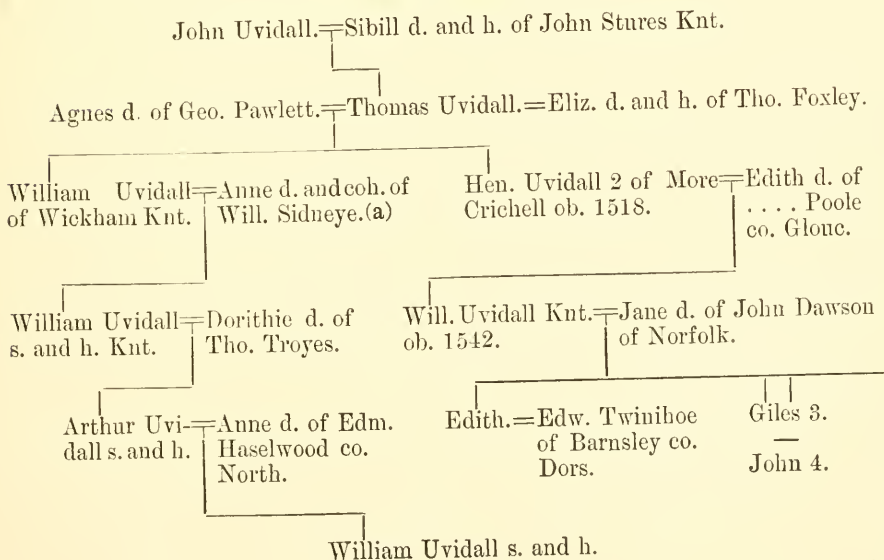 John Uvidall.=Sibill d. and h. of John Stures Knt.
Agnes d. of Geo. Pawlett.=Thomas Uvidall.=Eliz. d. and h. of Tho. Foxley.
William Uvidall=Anne d. and coh. of
of Wickham Knt. Will. Sidneye.(a)
Hen. Uvidall 2 of More=Edith d. of
Crichell ob. 1518. .... Poole
co. Glouc.
William Uvidall=Dorithie d. of
s. and h. Knt. Tho. Troyes.
Will. Uvidall Knt.=Jane d. of John Dawson
ob. 1542. of Norfolk.
Arthur Uvi-=Anne d. of Edm.
dall s. and h. Haselwood co.
North.
Edith.=Edw. Twinihoe
of Barnsley co.
Dors.
Giles 3.
—
John 4.
William Uvidall s. and h.